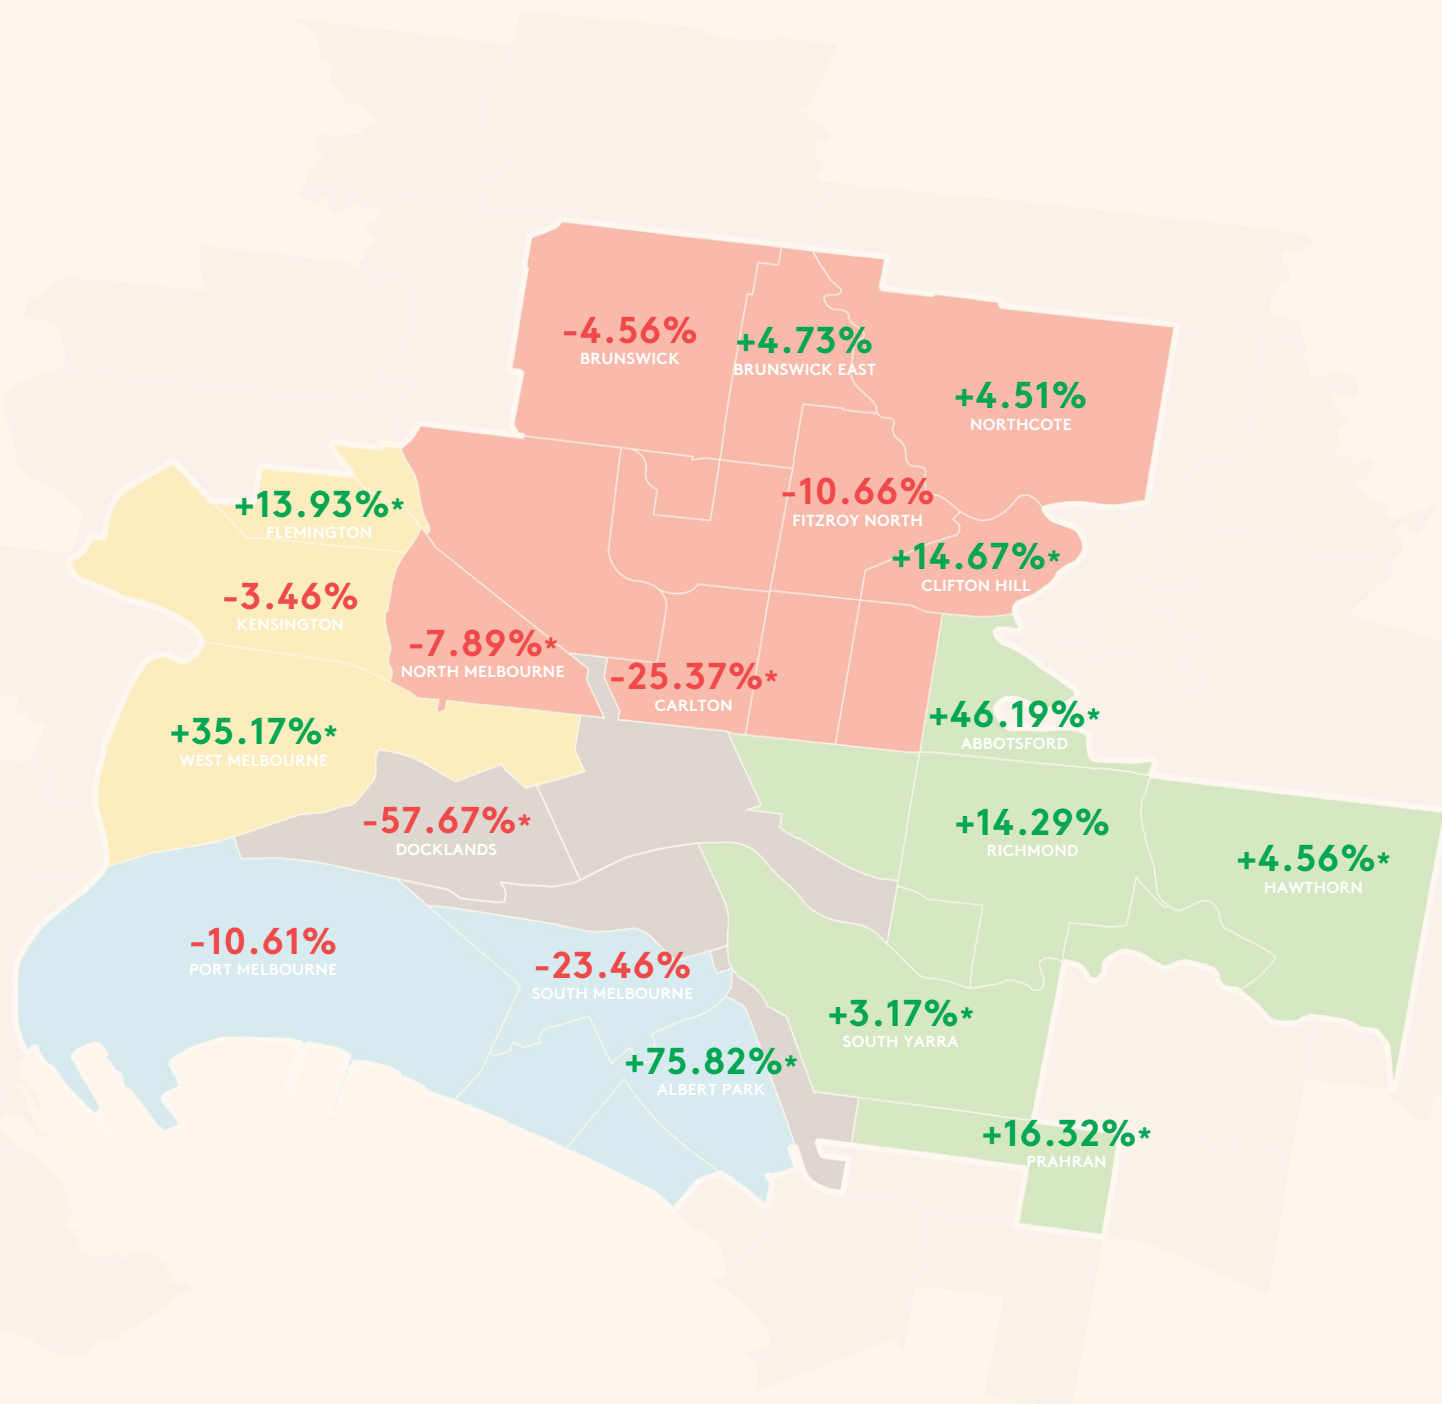 -4.56%
BRUNSWICK
+4.73%
BRUNSWICK EAST
+4.51%
NORTHCOTE
-10.66%
FITZROY NORTH
+13.93%*
FLEMINGTON
+14.67%*
CLIFTON HILL
-3.46%
KENSINGTON
-7.89%*
NORTH MELBOURNE
-25.37%*
CARLTON
+46.19%*
ABBOTSFORD
+35.17%*
WEST MELBOURNE
-57.67%*
DOCKLANDS
+14.29%
RICHMOND
+4.56%*
HAWTHORN
-10.61%
PORT MELBOURNE
-23.46%
SOUTH MELBOURNE
+3.17%*
SOUTH YARRA
+75.82%*
ALBERT PARK
+16.32%*
PRAHRAN